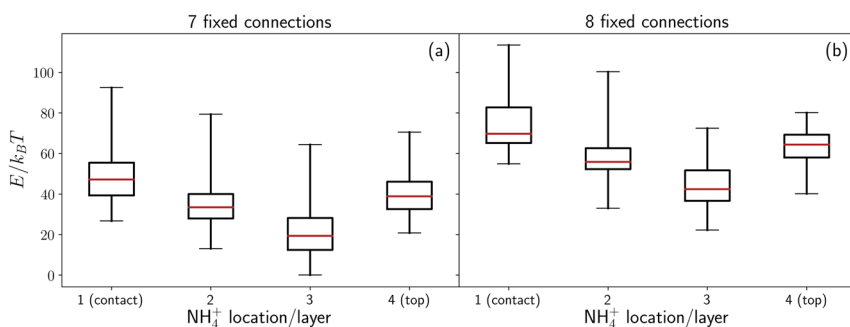 7 fixed connections
8 fixed connections
(a)
(b)
E/k_BT
100
80
60
40
20
0
1 (contact) 2 3 4 (top)
1 (contact) 2 3 4 (top)
NH₄⁺ location/layer
NH₄⁺ location/layer